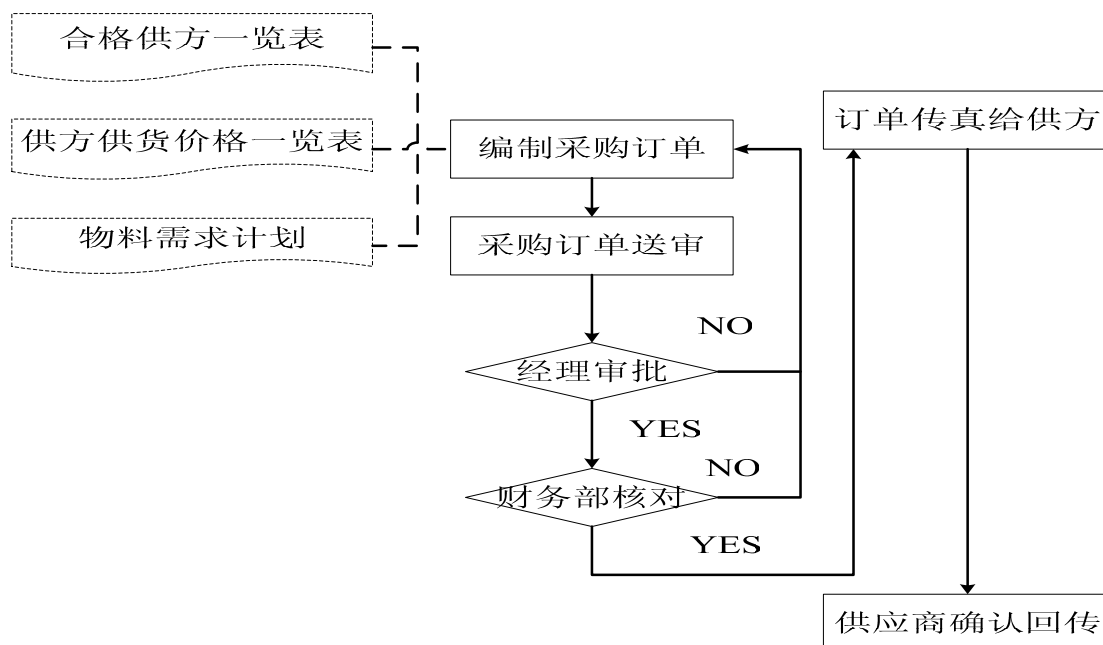 合格供方一览表
供方供货价格一览表
物料需求计划
编制采购订单
采购订单送审
NO
经理审批
YES
NO
财务部核对
YES
订单传真给供方
供应商确认回传